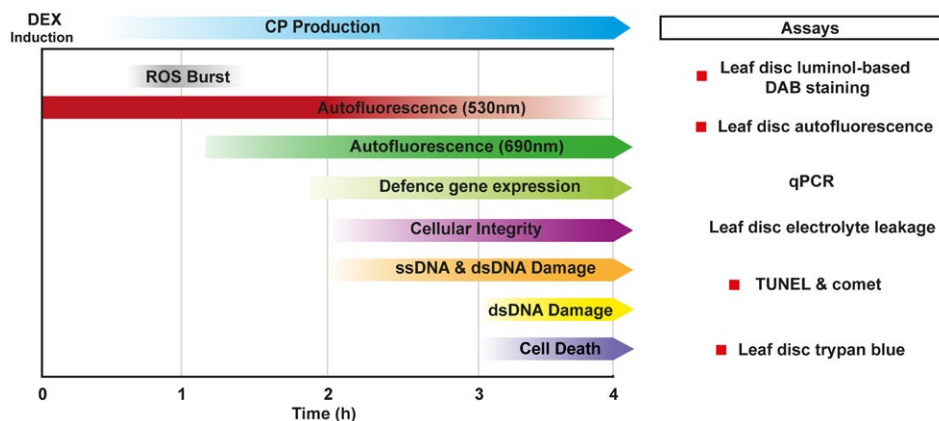 DEX
Induction
CP Production
Assays
ROS Burst
Leaf disc luminol-based
DAB staining
Autofluorescence (530nm)
Leaf disc autofluorescence
Autofluorescence (690nm)
Defence gene expression
qPCR
Cellular Integrity
Leaf disc electrolyte leakage
ssDNA & dsDNA Damage
TUNEL & comet
dsDNA Damage
Cell Death
Leaf disc trypan blue
0 1 2 3 4
Time (h)